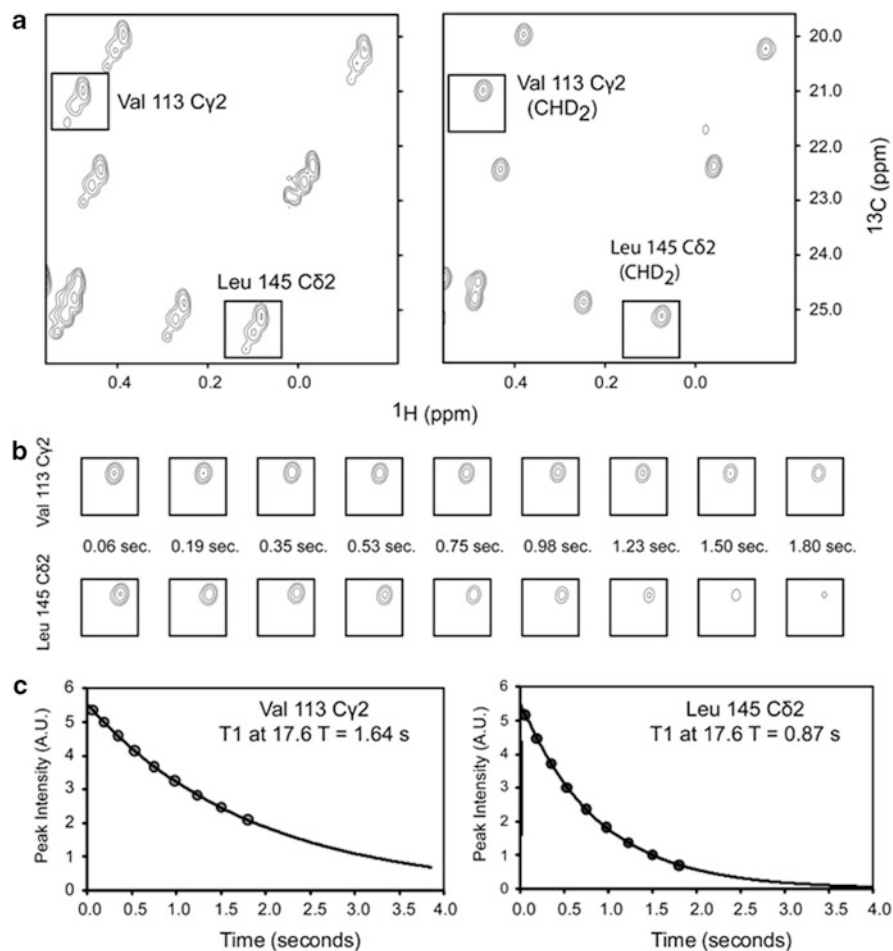 a
Val 113 Cγ2
Leu 145 Cδ2
0.4
0.2
0.0
Val 113 Cγ2
(CHD2)
Leu 145 Cδ2
(CHD2)
0.4
0.2
0.0
20.0
21.0
22.0
23.0
24.0
25.0
13C (ppm)
1H (ppm)
b
Val 113 Cγ2
0.06 sec.
0.19 sec.
0.35 sec.
0.53 sec.
0.75 sec.
0.98 sec.
1.23 sec.
1.50 sec.
1.80 sec.
Leu 145 Cδ2
c
Peak Intensity (A.U.)
6
5
4
3
2
1
0
Val 113 Cγ2
T1 at 17.6 T = 1.64 s
0.0
0.5
1.0
1.5
2.0
2.5
3.0
3.5
4.0
Time (seconds)
Peak Intensity (A.U.)
6
5
4
3
2
1
0
Leu 145 Cδ2
T1 at 17.6 T = 0.87 s
0.0
0.5
1.0
1.5
2.0
2.5
3.0
3.5
4.0
Time (seconds)